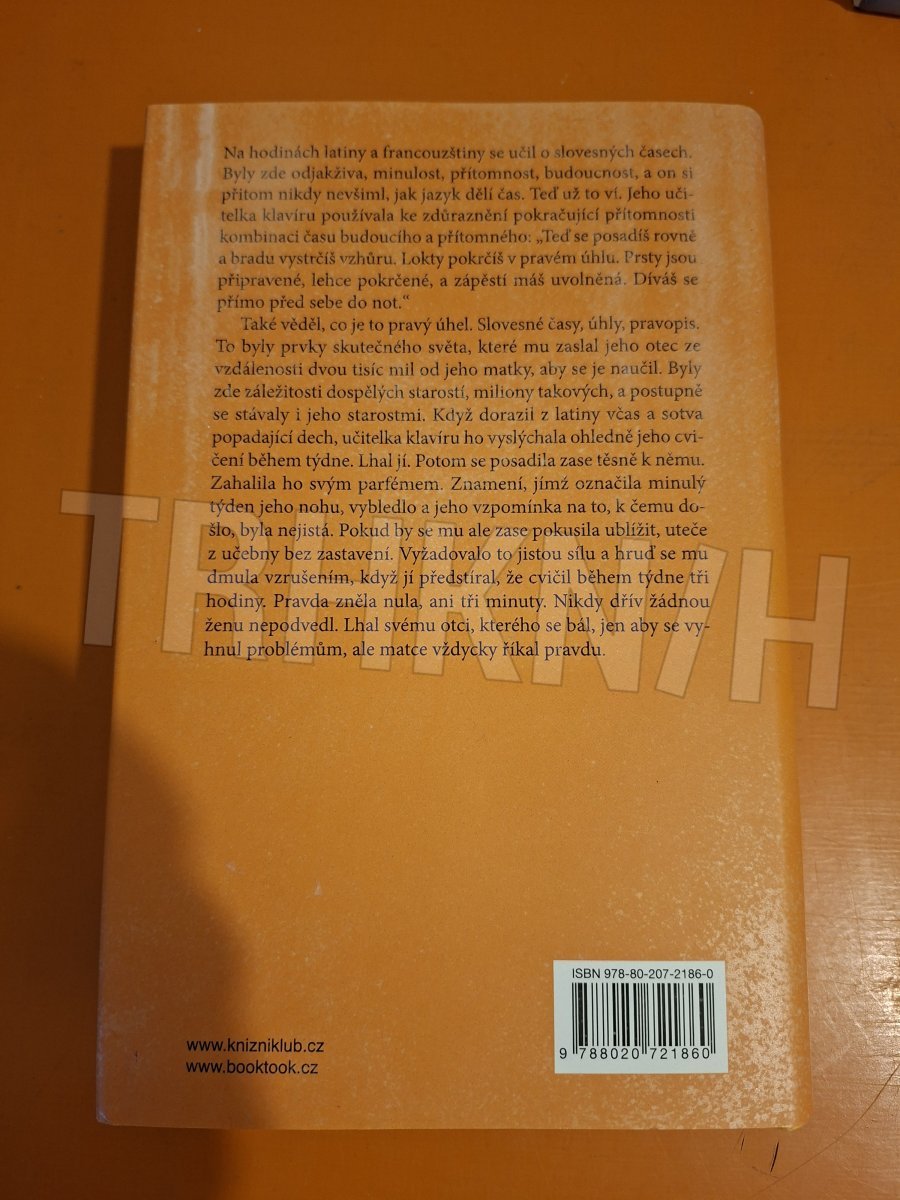 Na hodinách latiny a francouzštiny se učil o slovesných časech.
Byly zde odjakživa, minulost, přítomnost, budoucnost, a on si
přitom nikdy nevšiml, jak jazyk dělí čas. Teď už to ví. Jeho uči-
telka klavíru používala ke zdůraznění pokračující přítomnosti
kombinaci času budoucího a přítomného: „Teď se posadíš rovně
a bradu vystrčíš vzhůru. Lokty pokrčíš v pravém úhlu. Prsty jsou
připravené, lehce pokrčené, a zápěstí máš uvolněná. Díváš se
přímo před sebe do not.“
Také věděl, co je to pravý úhel. Slovesné časy, úhly, pravopis.
To byly prvky skutečného světa, které mu zaslal jeho otec ze
vzdálenosti dvou tisíc mil od jeho matky, aby se je naučil. Byly
zde záležitosti dospělých starostí, miliony takových, a postupně
se stávaly i jeho starostmi. Když dorazil z latiny včas a sotva
popadající dech, učitelka klavíru ho vyslýchala ohledně jeho cvi-
čení během týdne. Lhal jí. Potom se posadila zase těsně k němu.
Zahalila ho svým parfémem. Znamení, jímž označila minulý
týden jeho nohu, vybledlo a jeho vzpomínka na to, k čemu do-
šlo, byla nejistá. Pokud by se mu ale zase pokusila ublížit, uteče
z učebny bez zastavení. Vyžadovalo to jistou sílu a hruď se mu
dmula vzrušením, když jí předstíral, že cvičil během týdne tři
hodiny. Pravda zněla nula, ani tři minuty. Nikdy dřív žádnou
ženu nepodvedl. Lhal svému otci, kterého se bál, jen aby se vy-
hnul problémům, ale matce vždycky říkal pravdu.
TRHKNIH
ISBN 978-80-207-2186-0
9 788020 721860
www.knizniklub.cz
www.booktook.cz